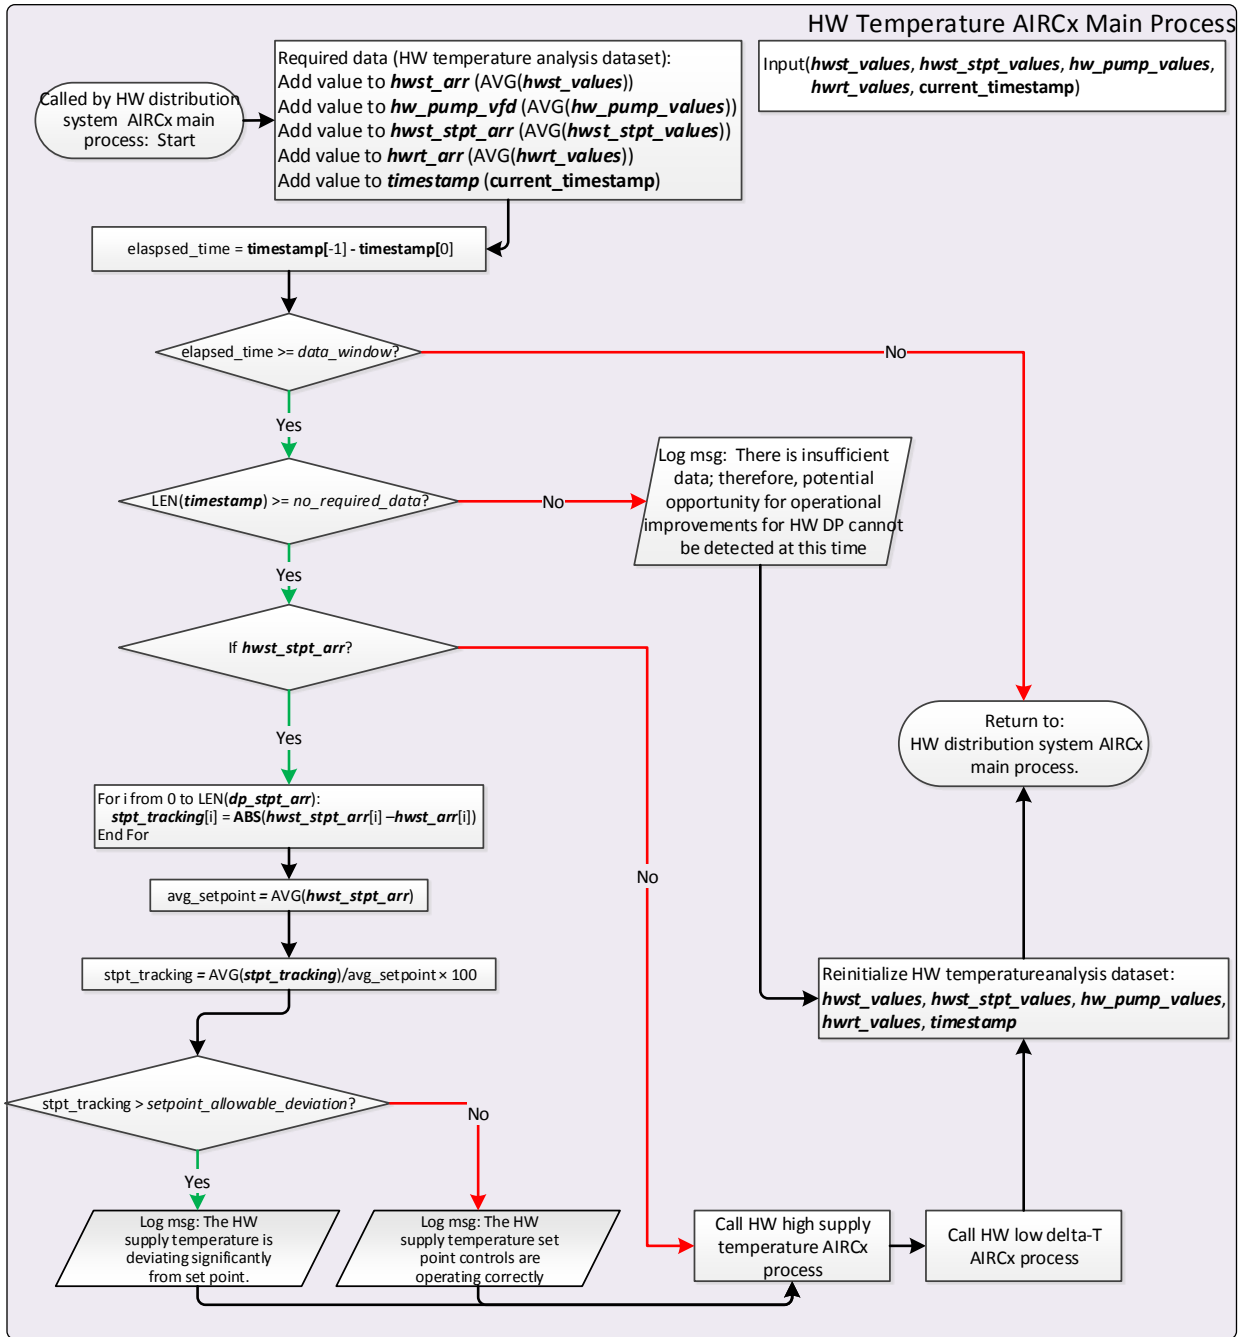 HW Temperature AIRCx Main Process
Called by HW distribution
system AIRCx main
process: Start
Required data (HW temperature analysis dataset):
Add value to hwst_arr (AVG(hwst_values))
Add value to hw_pump_vfd (AVG(hw_pump_values))
Add value to hwst_stpt_arr (AVG(hwst_stpt_values))
Add value to hwrt_arr (AVG(hwrt_values))
Add value to timestamp (current_timestamp)
Input(hwst_values, hwst_stpt_values, hw_pump_values,
hwrt_values, current_timestamp)
elaspsed_time = timestamp[-1] - timestamp[0]
elapsed_time >= data_window?
No
Yes
LEN(timestamp) >= no_required_data?
No
Log msg: There is insufficient
data; therefore, potential
opportunity for operational
improvements for HW DP cannot
be detected at this time
Yes
If hwst_stpt_arr?
No
Yes
Return to:
HW distribution system AIRCx
main process.
For i from 0 to LEN(dp_stpt_arr):
stpt_tracking[i] = ABS(hwst_stpt_arr[i] –hwst_arr[i])
End For
avg_setpoint = AVG(hwst_stpt_arr)
stpt_tracking = AVG(stpt_tracking)/avg_setpoint × 100
Reinitialize HW temperatureanalysis dataset:
hwst_values, hwst_stpt_values, hw_pump_values,
hwrt_values, timestamp
stpt_tracking > setpoint_allowable_deviation?
No
Yes
Log msg: The HW
supply temperature is
deviating significantly
from set point.
Log msg: The HW
supply temperature set
point controls are
operating correctly
Call HW high supply
temperature AIRCx
process
Call HW low delta-T
AIRCx process